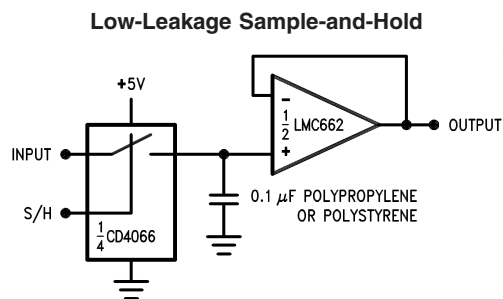 Low-Leakage Sample-and-Hold
+5V
INPUT
S/H
1/4 CD4066
-
+
1/2 LMC662
OUTPUT
0.1 μF POLYPROPYLENE
OR POLYSTYRENE